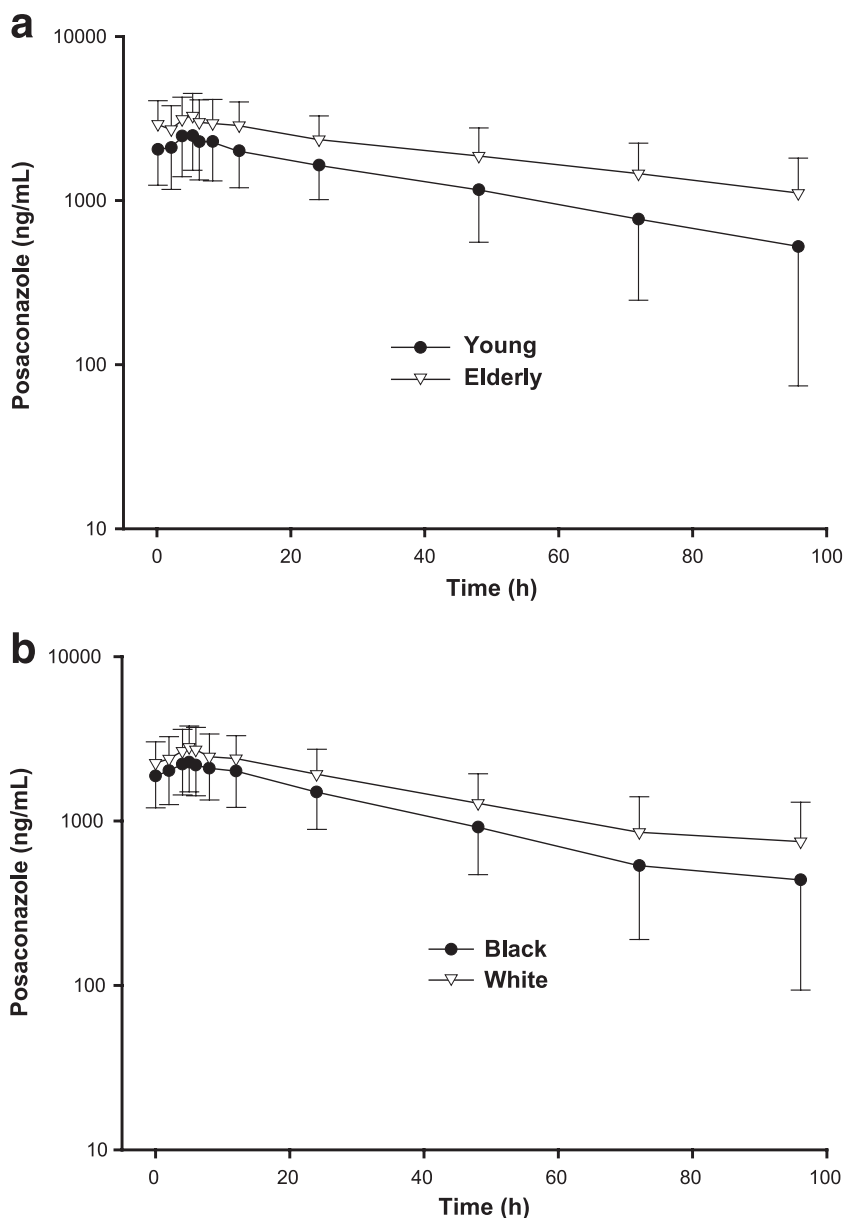 a
10000
1000
100
10
Posaconazole (ng/mL)
Young
Elderly
0 20 40 60 80 100
Time (h)
b
10000
1000
100
10
Posaconazole (ng/mL)
Black
White
0 20 40 60 80 100
Time (h)